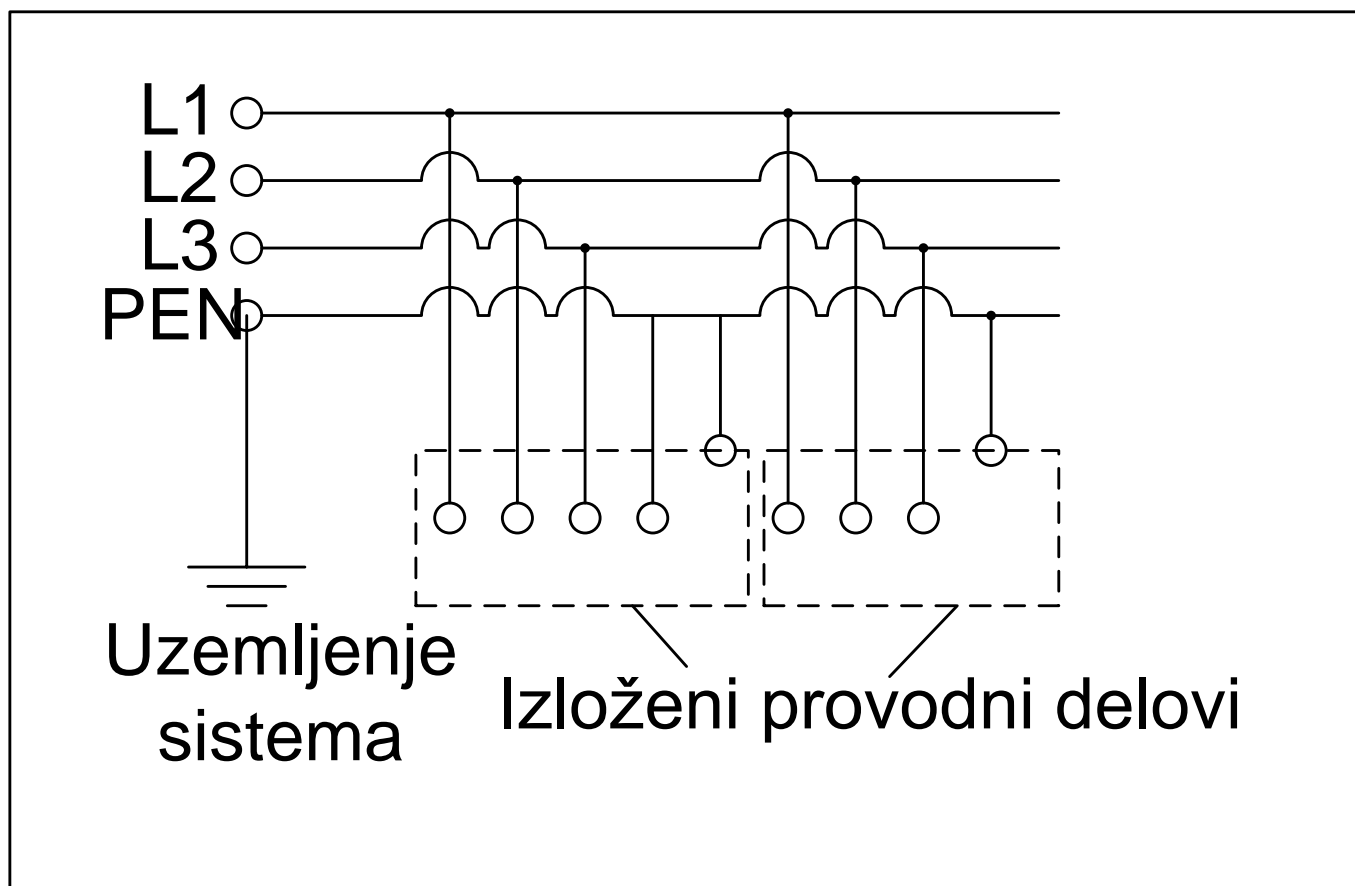 L1
L2
L3
PEN
Uzemljenje
sistema
Izloženi provodni delovi